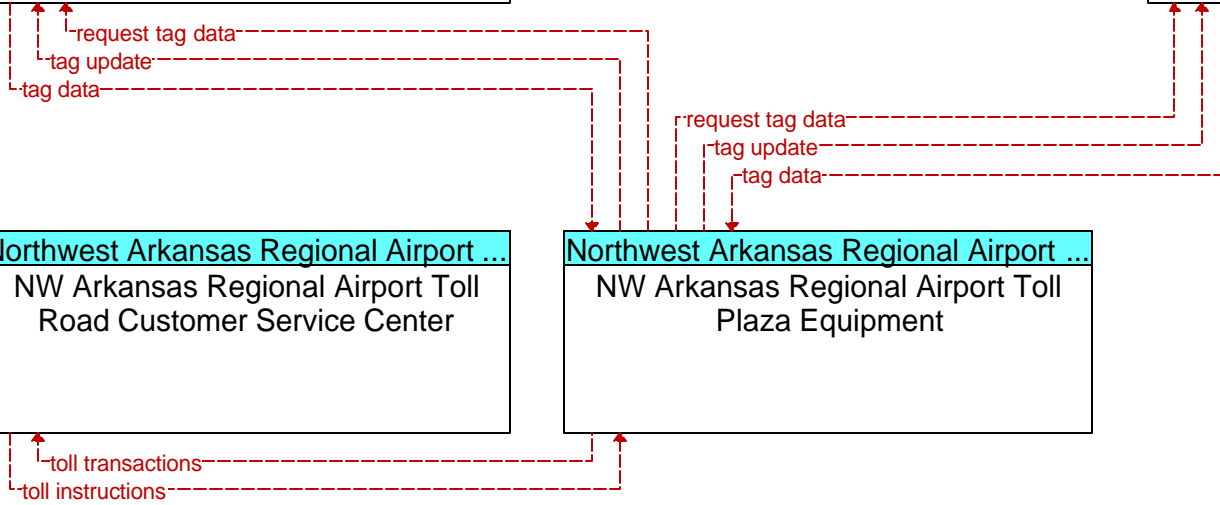 request tag data
tag update
tag data
request tag data
tag update
tag data
Northwest Arkansas Regional Airport ...
NW Arkansas Regional Airport Toll
Road Customer Service Center
Northwest Arkansas Regional Airport ...
NW Arkansas Regional Airport Toll
Plaza Equipment
toll transactions
toll instructions